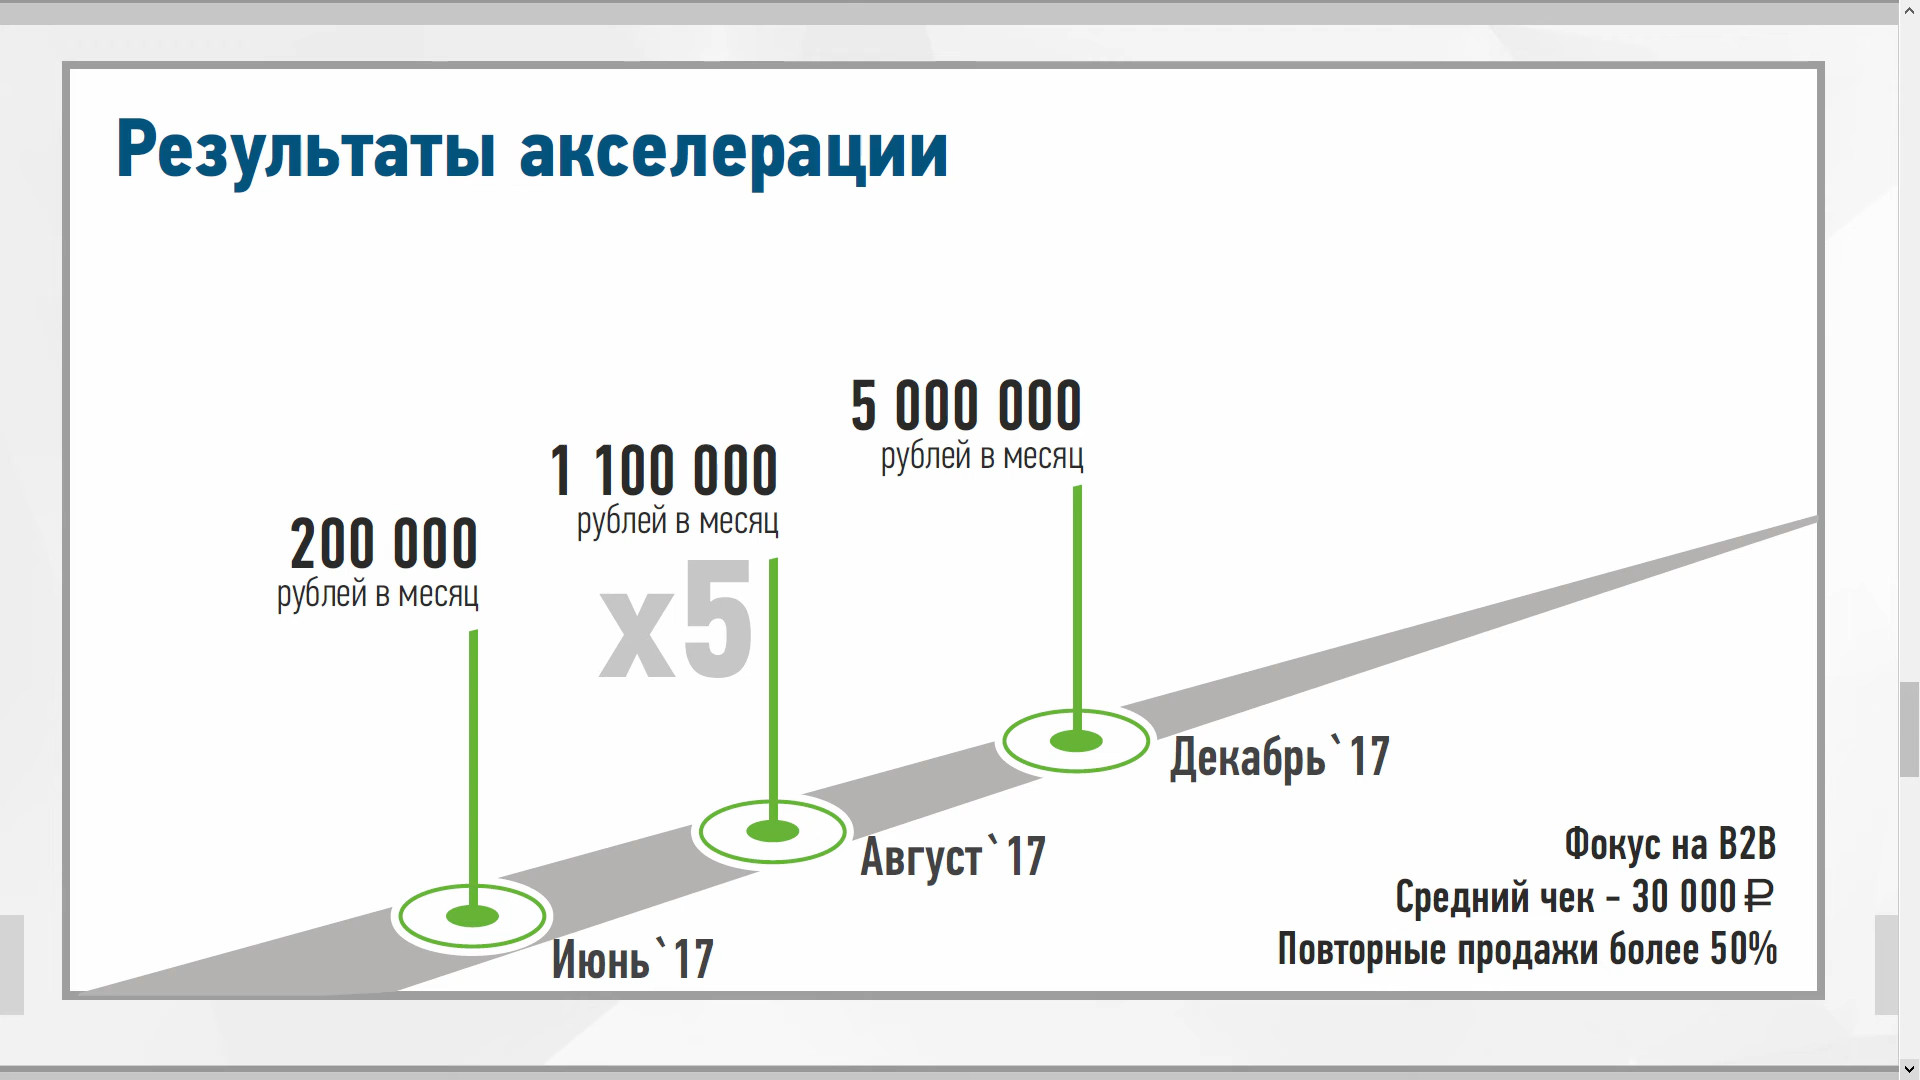 Результаты акселерации
5 000 000
рублей в месяц
1 100 000
рублей в месяц
200 000
рублей в месяц
x5
Декабрь`17
Август`17
Июнь`17
Фокус на B2B
Средний чек – 30 000 ₽
Повторные продажи более 50%